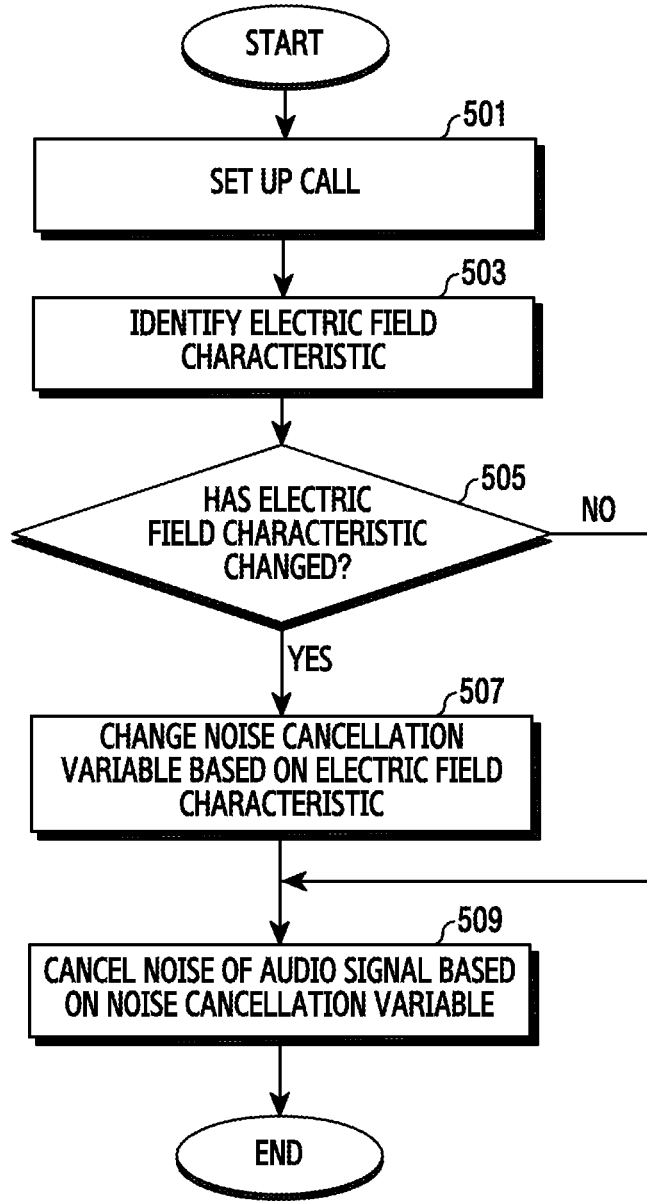 START
501
SET UP CALL
503
IDENTIFY ELECTRIC FIELD
CHARACTERISTIC
505
HAS ELECTRIC
FIELD CHARACTERISTIC
CHANGED?
NO
YES
507
CHANGE NOISE CANCELLATION
VARIABLE BASED ON ELECTRIC FIELD
CHARACTERISTIC
509
CANCEL NOISE OF AUDIO SIGNAL BASED
ON NOISE CANCELLATION VARIABLE
END